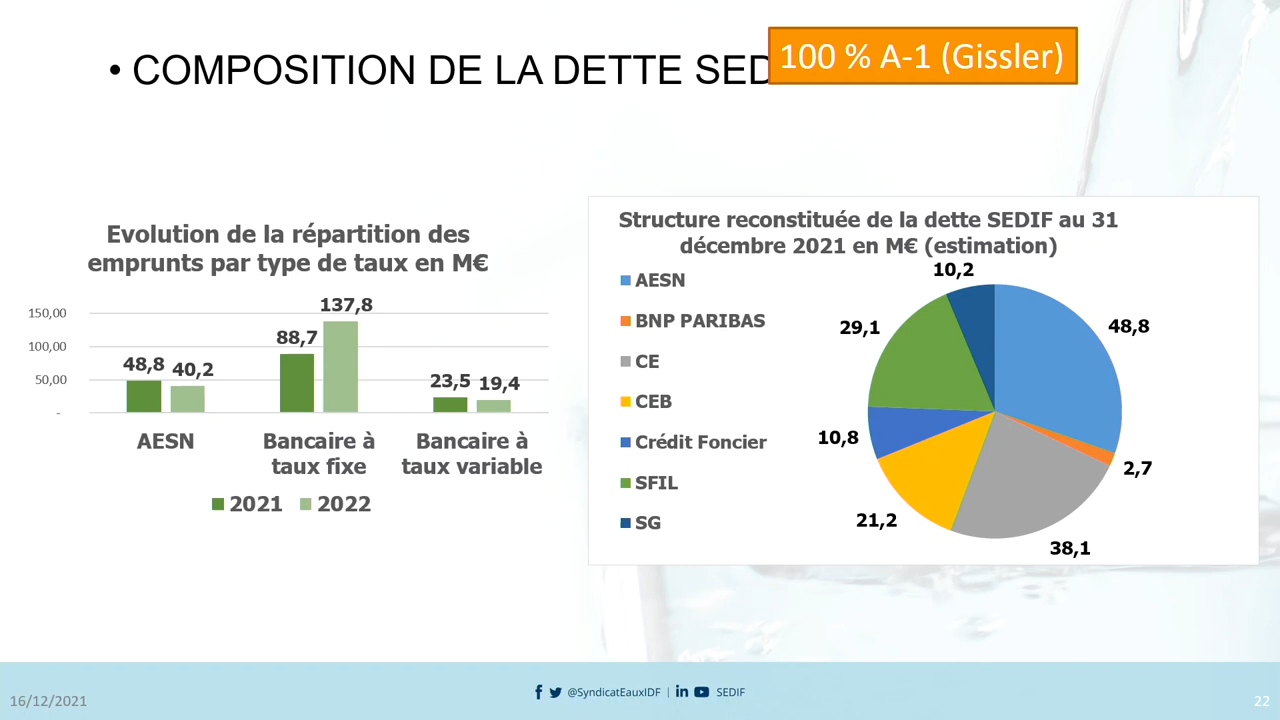 • COMPOSITION DE LA DETTE SED
100 % A-1 (Gissler)
Evolution de la répartition des
emprunts par type de taux en M€
150,00
100,00
50,00
-
48,8
40,2
88,7
137,8
23,5
19,4
AESN
Bancaire à
taux fixe
Bancaire à
taux variable
2021
2022
Structure reconstituée de la dette SEDIF au 31
décembre 2021 en M€ (estimation)
AESN
BNP PARIBAS
CE
CEB
Crédit Foncier
SFIL
SG
10,2
48,8
29,1
10,8
2,7
21,2
38,1
16/12/2021
@SyndicatEauxIDF | SEDIF
22